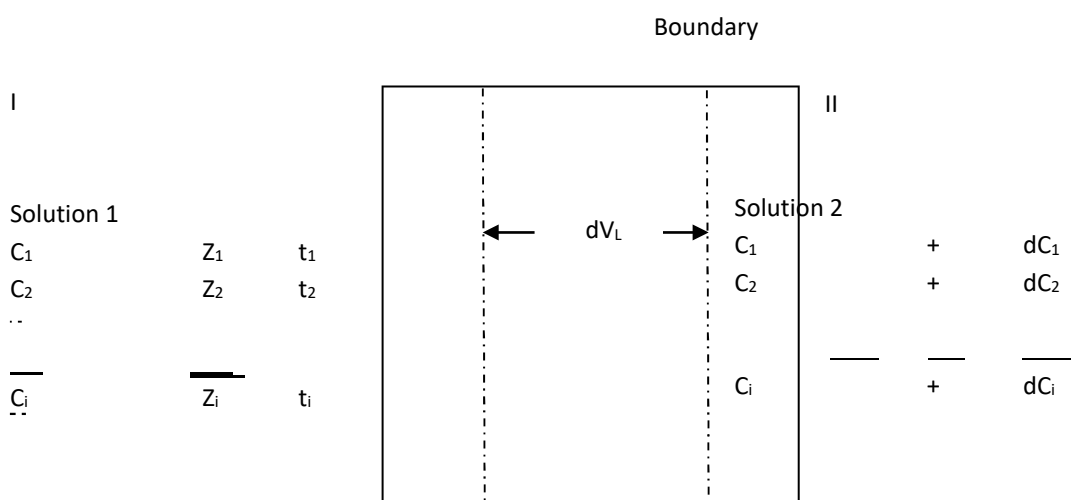 Boundary
I II
Solution 1
Solution 2
dV_L
C₁ Z₁ t₁ C₁ + dC₁
C₂ Z₂ t₂ C₂ + dC₂
Cᵢ Zᵢ tᵢ Cᵢ + dCᵢ